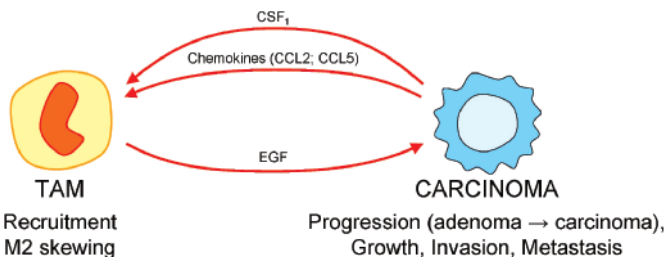 CSF₁
Chemokines (CCL2; CCL5)
EGF
TAM
Recruitment
M2 skewing
CARCINOMA
Progression (adenoma → carcinoma),
Growth, Invasion, Metastasis